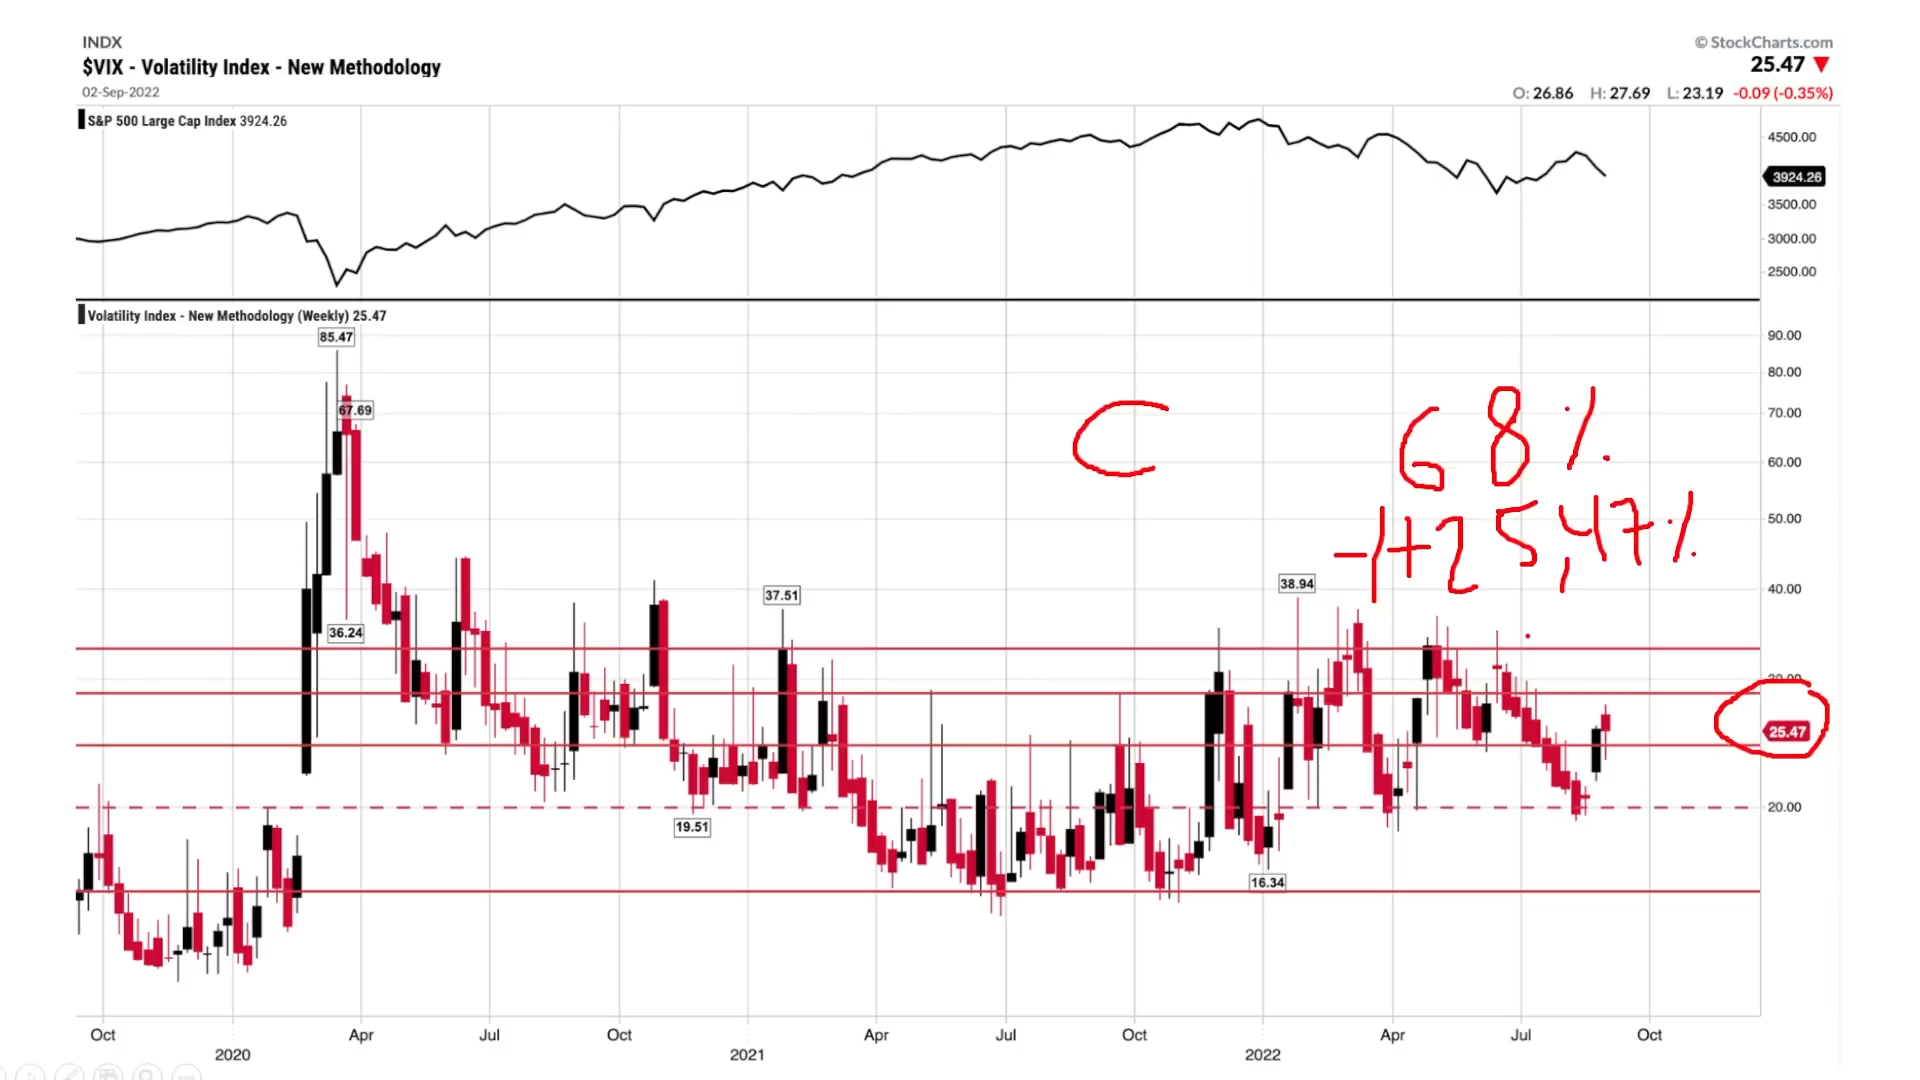 INDX
© StockCharts.com
$VIX - Volatility Index - New Methodology
25.47
02-Sep-2022
O: 26.86 H: 27.69 L: 23.19 -0.09 (-0.35%)
S&P 500 Large Cap Index 3924.26
4500.00
3924.26
3500.00
3000.00
2500.00
Volatility Index - New Methodology (Weekly) 25.47
85.47
90.00
80.00
67.69
70.00
C
68%
60.00
-|+25,47%
50.00
38.94
37.51
40.00
36.24
30.00
25.47
20.00
19.51
16.34
Oct Apr Jul Oct Apr Jul Oct Apr Jul Oct
2020 2021 2022